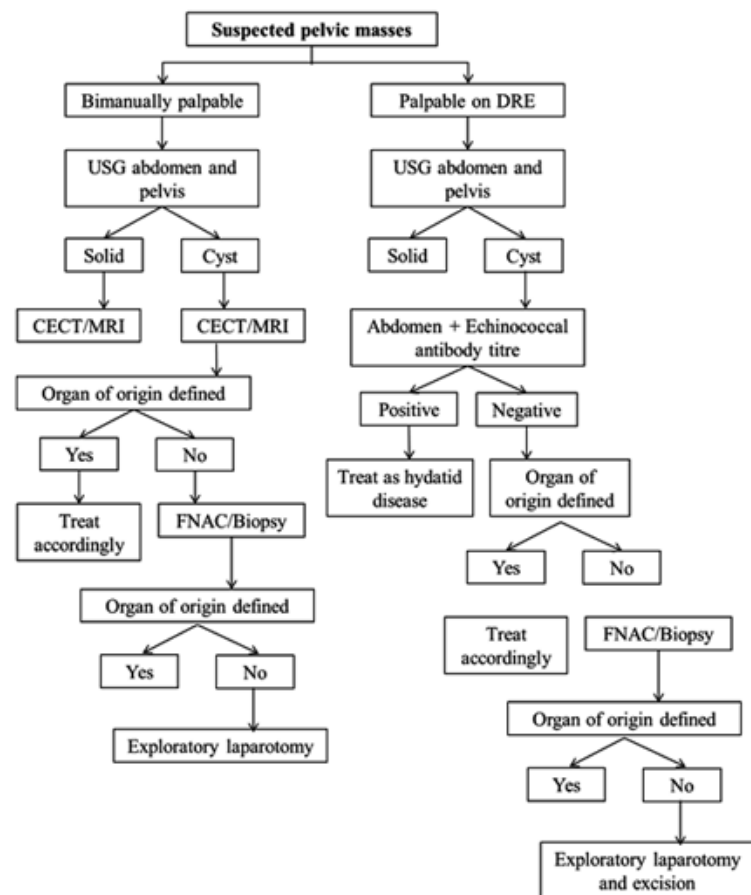 Suspected pelvic masses
Bimanually palpable
Palpable on DRE
USG abdomen and
pelvis
USG abdomen and
pelvis
Solid
Cyst
Solid
Cyst
CECT/MRI
CECT/MRI
Abdomen + Echinococcal
antibody titre
Organ of origin defined
Positive
Negative
Yes
No
Treat as hydatid
disease
Organ of
origin defined
Treat
accordingly
FNAC/Biopsy
Yes
No
Organ of origin defined
Treat
accordingly
FNAC/Biopsy
Yes
No
Organ of origin defined
Exploratory laparotomy
Yes
No
Exploratory laparotomy
and excision